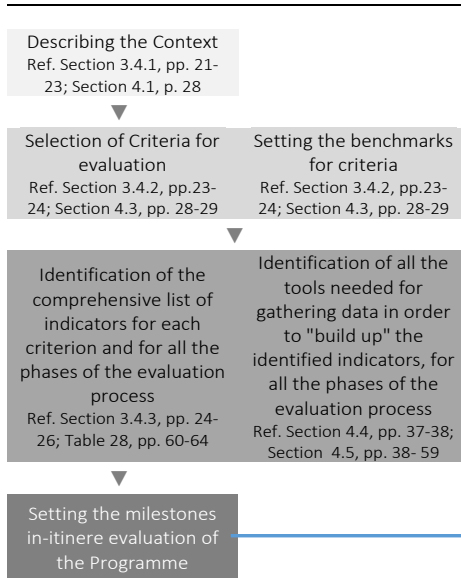 Describing the Context
Ref. Section 3.4.1, pp. 21-
23; Section 4.1, p. 28
Selection of Criteria for
evaluation
Ref. Section 3.4.2, pp.23-
24; Section 4.3, pp. 28-29
Setting the benchmarks
for criteria
Ref. Section 3.4.2, pp.23-
24; Section 4.3, pp. 28-29
Identification of the
comprehensive list of
indicators for each
criterion and for all the
phases of the evaluation
process
Ref. Section 3.4.3, pp. 24-
26; Table 28, pp. 60-64
Identification of all the
tools needed for
gathering data in order
to "build up" the
identified indicators, for
all the phases of the
evaluation process
Ref. Section 4.4, pp. 37-38;
Section 4.5, pp. 38- 59
Setting the milestones
in-itinere evaluation of
the Programme